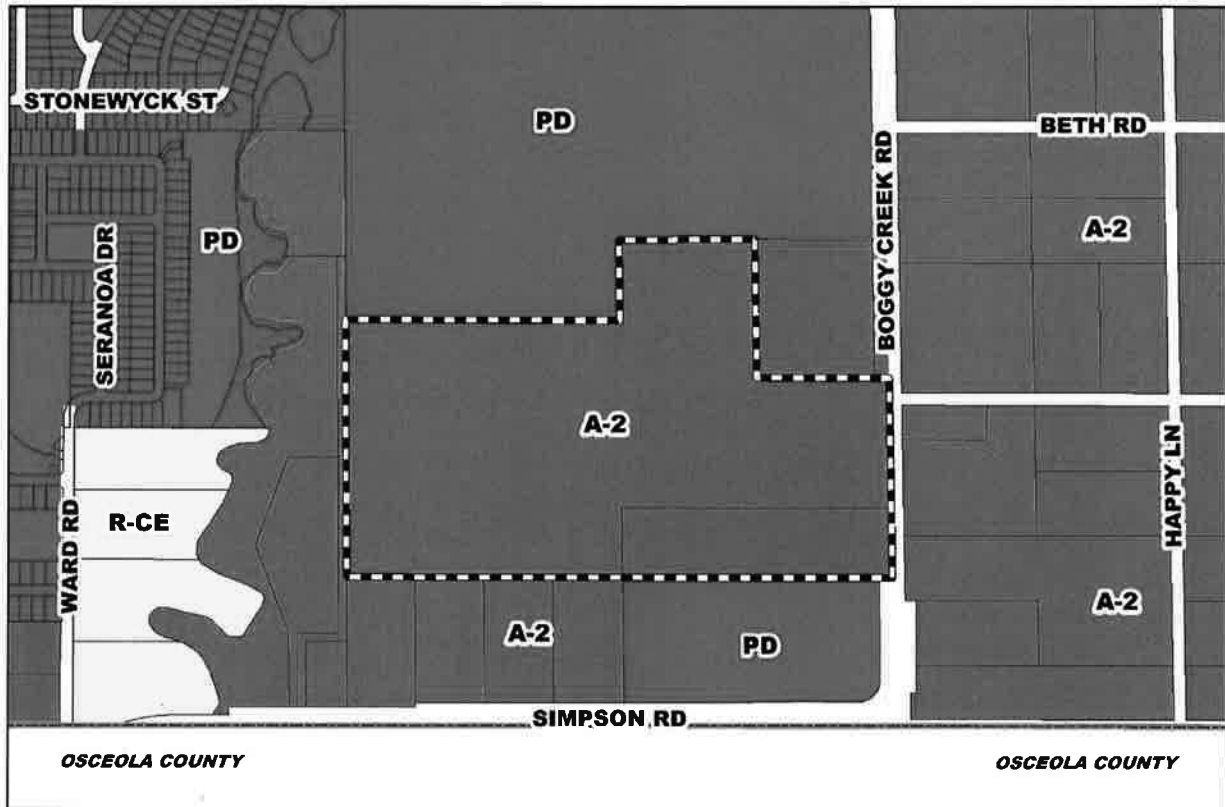 STONEWYCK ST
PD
BETH RD
BOGGY CREEK RD
A-2
PD
SERANOA DR
A-2
HAPPY LN
R-CE
WARD RD
A-2
A-2
PD
SIMPSON RD
OSCEOLA COUNTY
OSCEOLA COUNTY